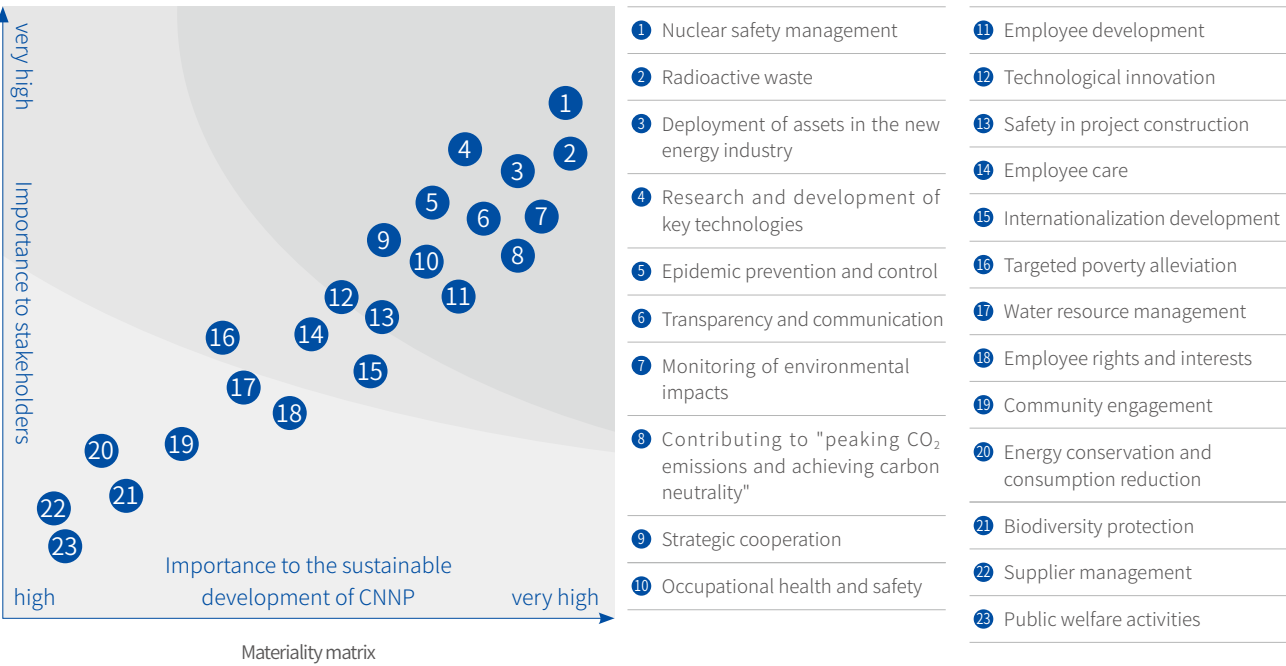 very high
Importance to stakeholders
1
2
3
4
5
6
7
8
9
10
11
12
13
14
15
16
17
18
19
20
21
22
23
Importance to the sustainable
development of CNNP
high
very high
Materiality matrix
1 Nuclear safety management
2 Radioactive waste
3 Deployment of assets in the new
energy industry
4 Research and development of
key technologies
5 Epidemic prevention and control
6 Transparency and communication
7 Monitoring of environmental
impacts
8 Contributing to "peaking CO₂
emissions and achieving carbon
neutrality"
9 Strategic cooperation
10 Occupational health and safety
11 Employee development
12 Technological innovation
13 Safety in project construction
14 Employee care
15 Internationalization development
16 Targeted poverty alleviation
17 Water resource management
18 Employee rights and interests
19 Community engagement
20 Energy conservation and
consumption reduction
21 Biodiversity protection
22 Supplier management
23 Public welfare activities